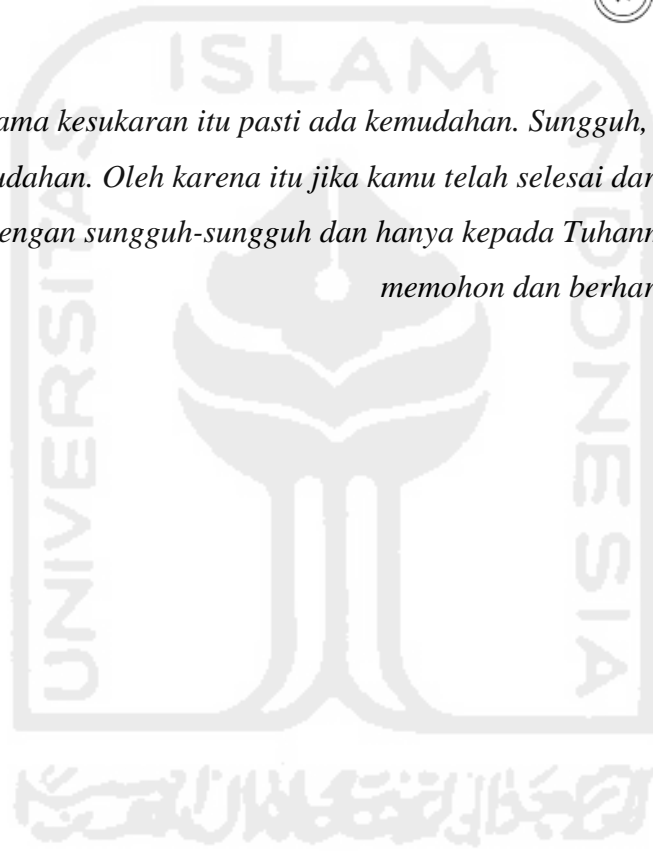 ISLAM
UNIVERSITAS
INDONESIA
ama kesukaran itu pasti ada kemudahan. Sungguh,
udahan. Oleh karena itu jika kamu telah selesai dar
engan sungguh-sungguh dan hanya kepada Tuhann
memohon dan berhar